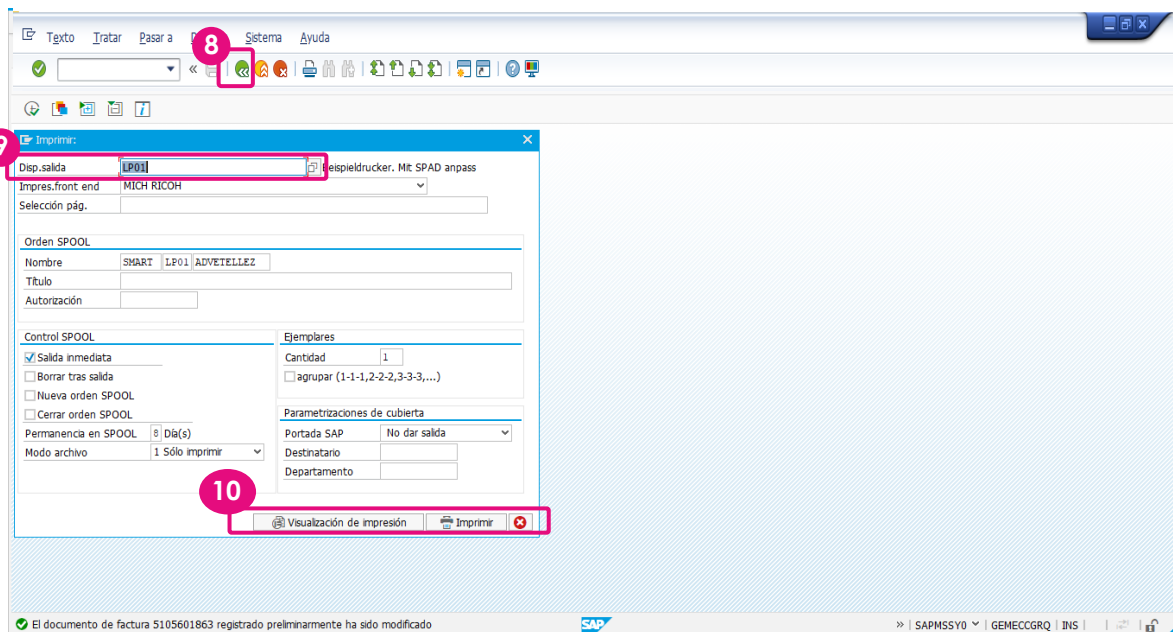 Texto Tratar Pasar a Sistema Ayuda
8
9
Imprimir:
Disp.salida LP01 Beispieldrucker. Mit SPAD anpass
Impres.front end MICH RICOH
Selección pág.
Orden SPOOL
Nombre SMART LP01 ADVETELLEZ
Título
Autorización
Control SPOOL
Salida inmediata
Borrar tras salida
Nueva orden SPOOL
Cerrar orden SPOOL
Permanencia en SPOOL 8 Día(s)
Modo archivo 1 Sólo imprimir
Ejemplares
Cantidad 1
agrupar (1-1-1,2-2-2,3-3-3,...)
Parametrizaciones de cubierta
Portada SAP No dar salida
Destinatario
Departamento
10
Visualización de impresión Imprimir
El documento de factura 5105601863 registrado preliminarmente ha sido modificado
SAP
» | SAPMSSY0 | GEMECCGRQ | INS |